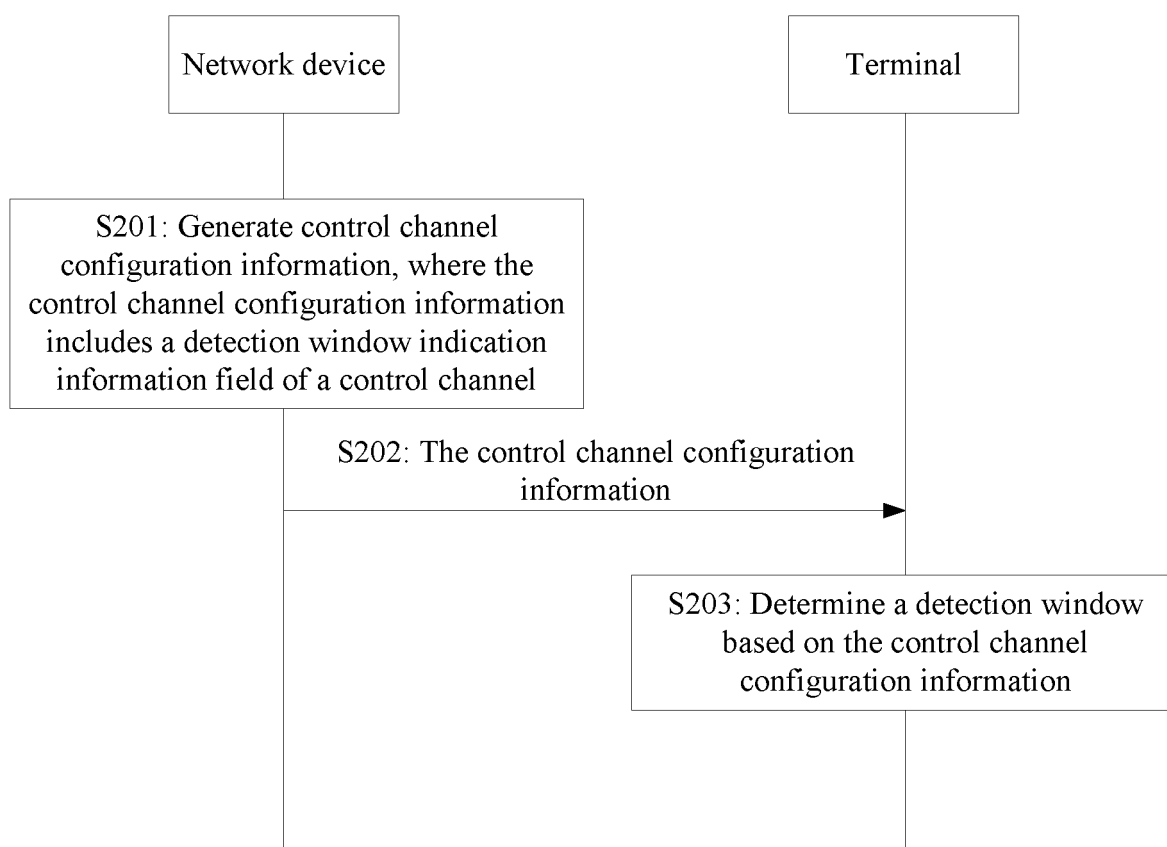 Network device
Terminal
S201: Generate control channel
configuration information, where the
control channel configuration information
includes a detection window indication
information field of a control channel
S202: The control channel configuration
information
S203: Determine a detection window
based on the control channel
configuration information